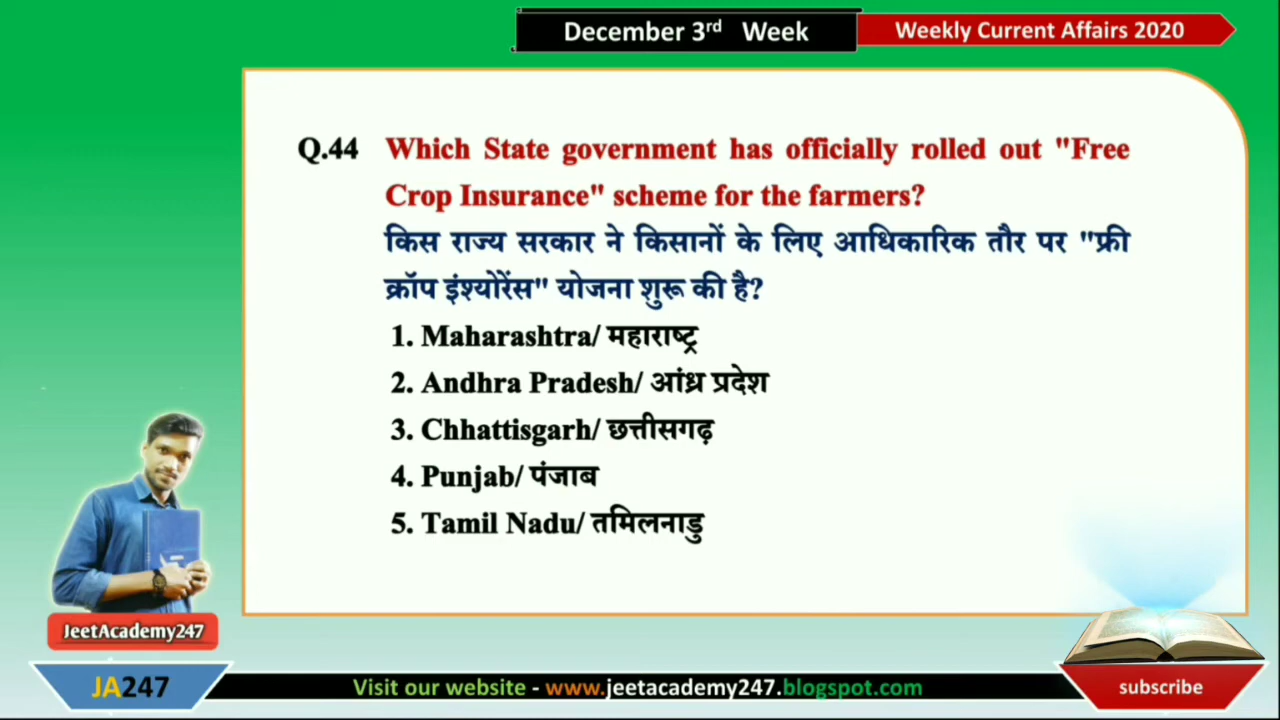 December 3rd Week
Weekly Current Affairs 2020
Q.44 Which State government has officially rolled out "Free
Crop Insurance" scheme for the farmers?
किस राज्य सरकार ने किसानों के लिए आधिकारिक तौर पर "फ्री
क्रॉप इंश्योरेंस" योजना शुरू की है?
1. Maharashtra/ महाराष्ट्र
2. Andhra Pradesh/ आंध्र प्रदेश
3. Chhattisgarh/ छत्तीसगढ़
4. Punjab/ पंजाब
5. Tamil Nadu/ तमिलनाडु
JeetAcademy247
JA247
Visit our website - www.jeetacademy247.blogspot.com
subscribe